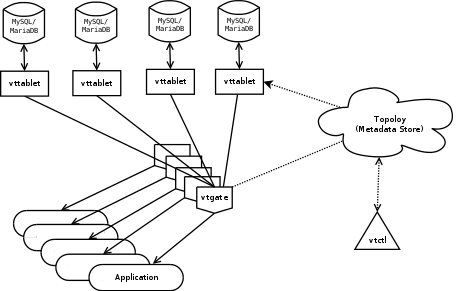 MySQL/
MariaDB
MySQL/
MariaDB
MySQL/
MariaDB
MySQL/
MariaDB
vttablet
vttablet
vttablet
vttablet
Topoloy
(Metadata Store)
vtgate
vtctl
Application